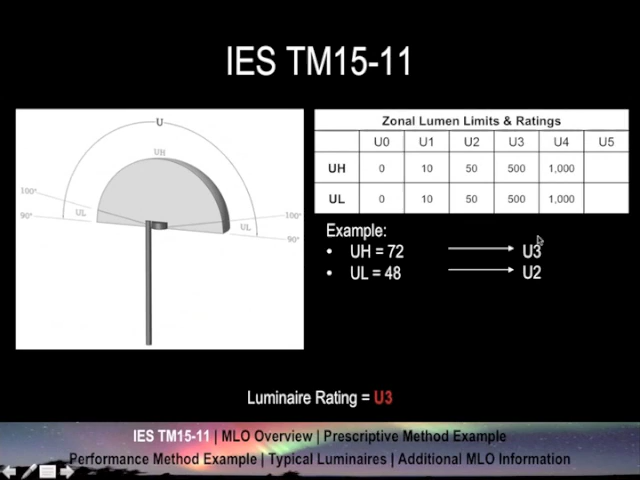 IES TM15-11
U
UH
100°
UL
90°
100°
UL
90°
Zonal Lumen Limits & Ratings
U0 U1 U2 U3 U4 U5
UH 0 10 50 500 1,000
UL 0 10 50 500 1,000
Example:
• UH = 72 U3
• UL = 48 U2
Luminaire Rating = U3
IES TM15-11 | MLO Overview | Prescriptive Method Example
Performance Method Example | Typical Luminaires | Additional MLO Information